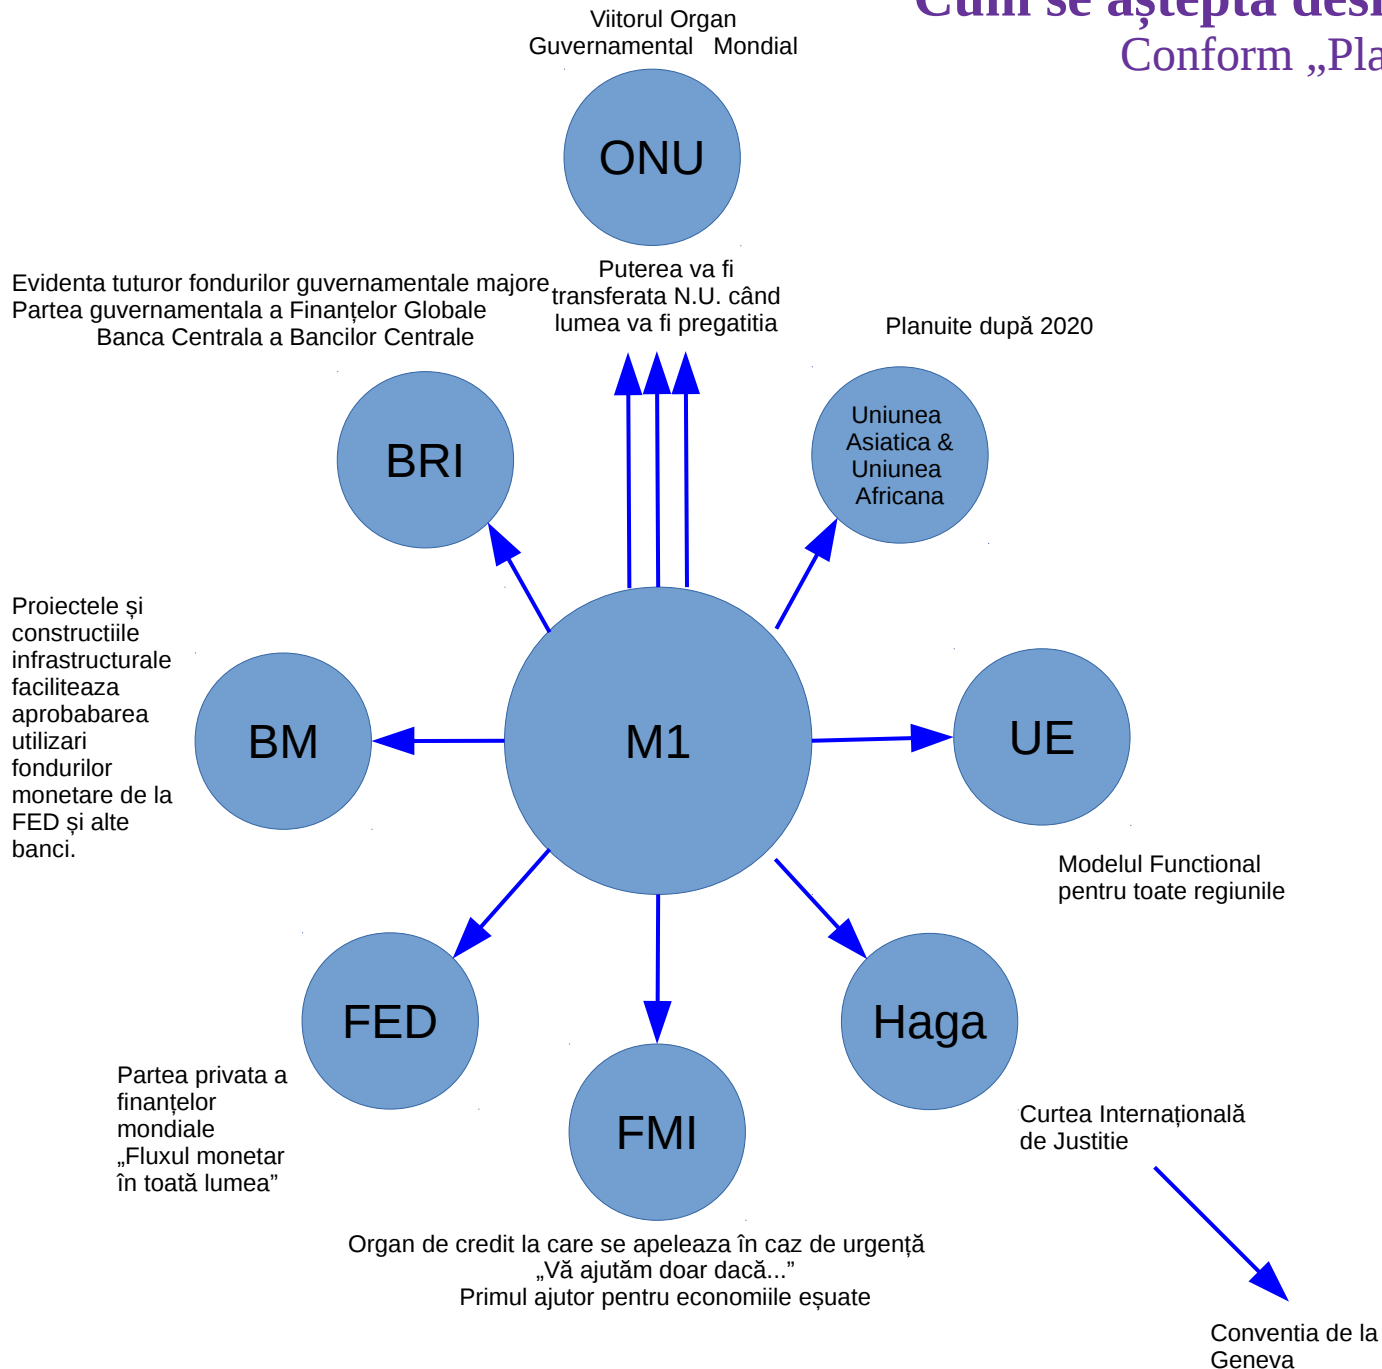 Cum se aștepta
Conform
Viitorul Organ
Guvernamental Mondial
ONU
Puterea va fi
transferata N.U. când
lumea va fi pregatitia
Evidenta tuturor fondurilor guvernamentale majore
Partea guvernamentala a Finanțelor Globale
Banca Centrala a Bancilor Centrale
BRI
Planuite după 2020
Uniunea
Asiatica &
Uniunea
Africana
Proiectele și
constructiile
infrastructurale
faciliteaza
aprobabarea
utilizari
fondurilor
monetare de la
FED și alte
banci.
BM
M1
UE
Modelul Functional
pentru toate regiunile
FED
Partea privata a
finanțelor
mondiale
„Fluxul monetar
în toată lumea”
FMI
Organ de credit la care se apeleaza în caz de urgență
„Vă ajutăm doar dacă...”
Primul ajutor pentru economiile eșuate
Haga
Curtea Internațională
de Justitie
Conventia de la
Geneva